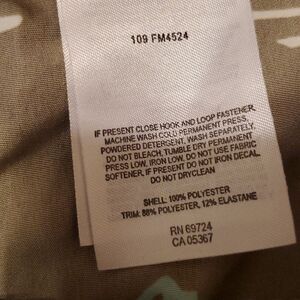 109 FM4524
IF PRESENT CLOSE HOOK AND LOOP FASTENER,
MACHINE WASH COLD PERMANENT PRESS,
POWDERED DETERGENT, WASH SEPARATELY,
DO NOT BLEACH, TUMBLE DRY PERMANENT
PRESS LOW, IRON LOW, DO NOT USE FABRIC
SOFTENER, IF PRESENT DO NOT IRON DECAL,
DO NOT DRYCLEAN
SHELL: 100% POLYESTER
TRIM: 88% POLYESTER, 12% ELASTANE
RN 69724
CA 05367